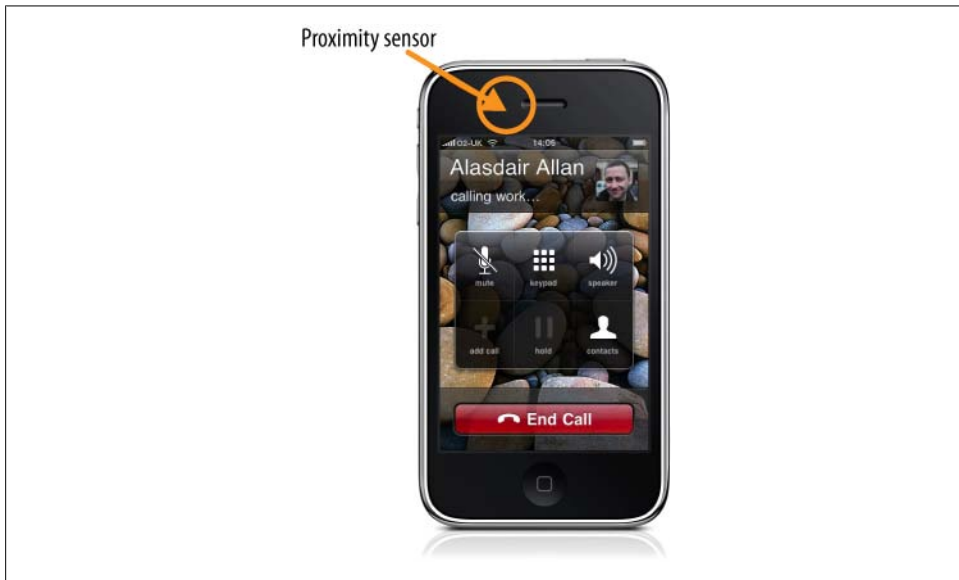 Proximity sensor
O2-UK 14:06
Alasdair Allan
calling work...
mute keypad speaker
add call hold contacts
End Call